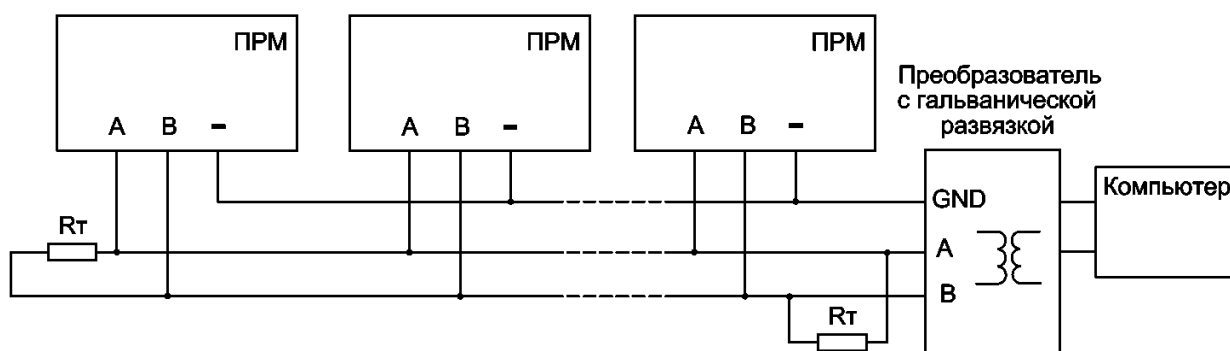 ПРМ
ПРМ
ПРМ
А В -
А В -
А В -
Преобразователь
с гальванической
развязкой
Rт
GND
А
В
Компьютер
Rт